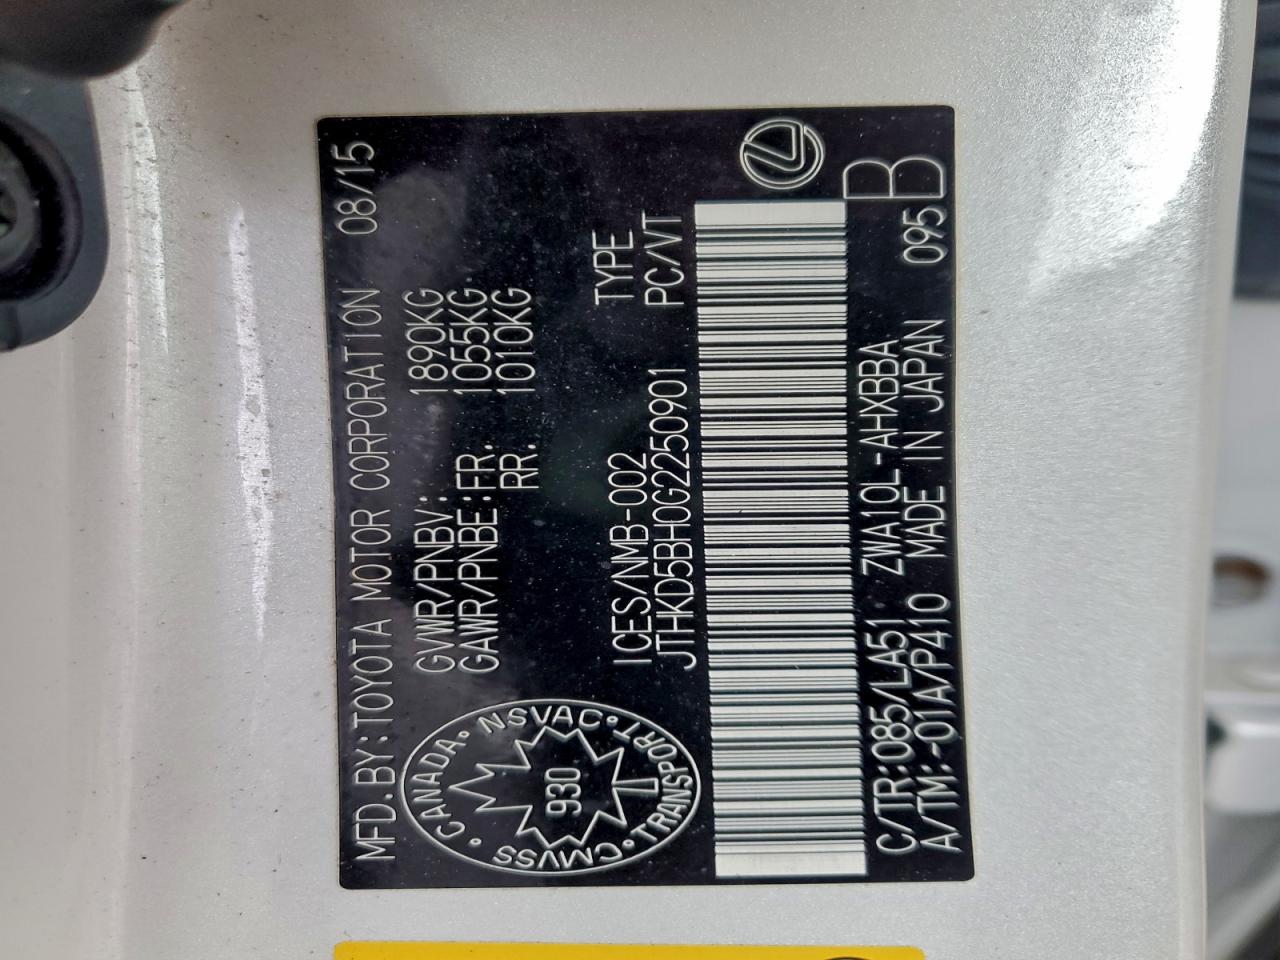 MFD.BY:TOYOTA MOTOR CORPORATION 08/15
GVWR/PNBV: 1890KG
GAWR/PNBE:FR. 1055KG
RR. 1010KG
CANADA · NSVAC · TRANSPORT · CMVSS
930
ICES/NMB-002 TYPE
JTHKD5BH0G2250901 PC/VT
C/TR:085/LA51 ZWA10L-AHXBBA
A/TM:-01A/P410 MADE IN JAPAN 095
B